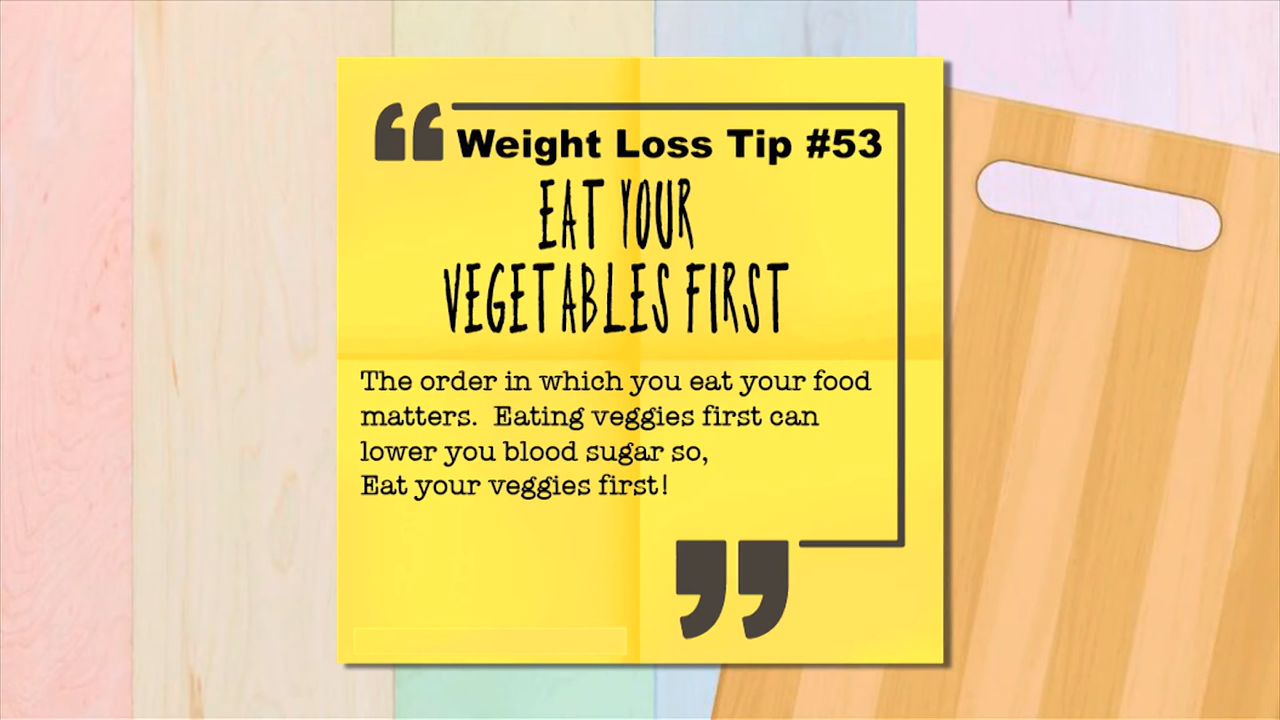 Weight Loss Tip #53
EAT YOUR
VEGETABLES FIRST
The order in which you eat your food
matters.  Eating veggies first can
lower you blood sugar so,
Eat your veggies first!